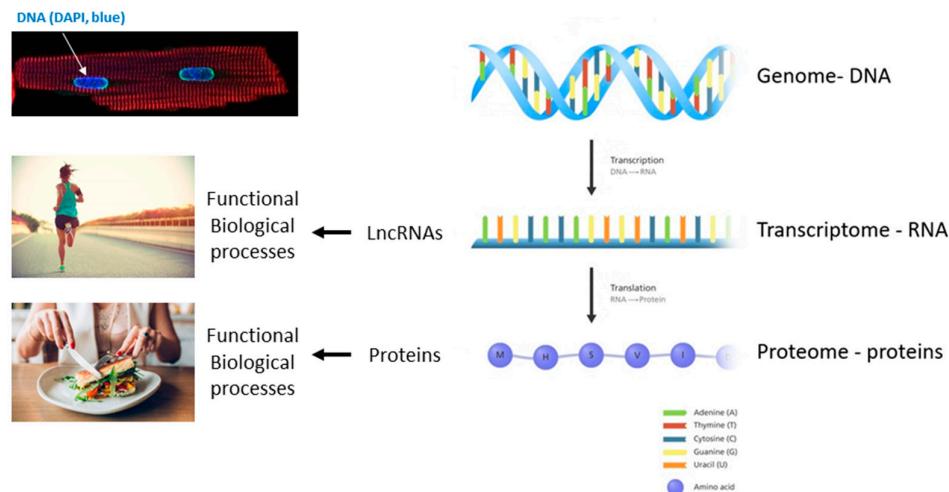 DNA (DAPI, blue)
Genome- DNA
Transcription
DNA → RNA
Functional
Biological
processes
LncRNAs
Transcriptome - RNA
Translation
RNA → Protein
Functional
Biological
processes
Proteins
M H S V I
Proteome - proteins
Adenine (A)
Thymine (T)
Cytosine (C)
Guanine (G)
Uracil (U)
Amino acid